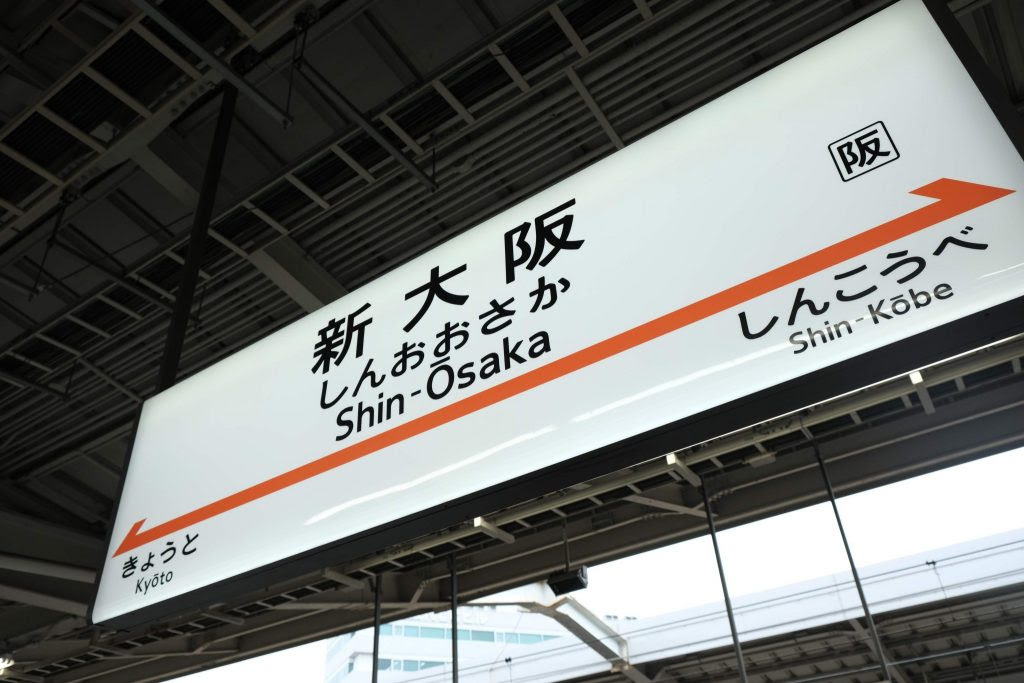 阪
新大阪
しんおおさか
Shin-Ōsaka
しんこうべ
Shin-Kōbe
きょうと
Kyōto